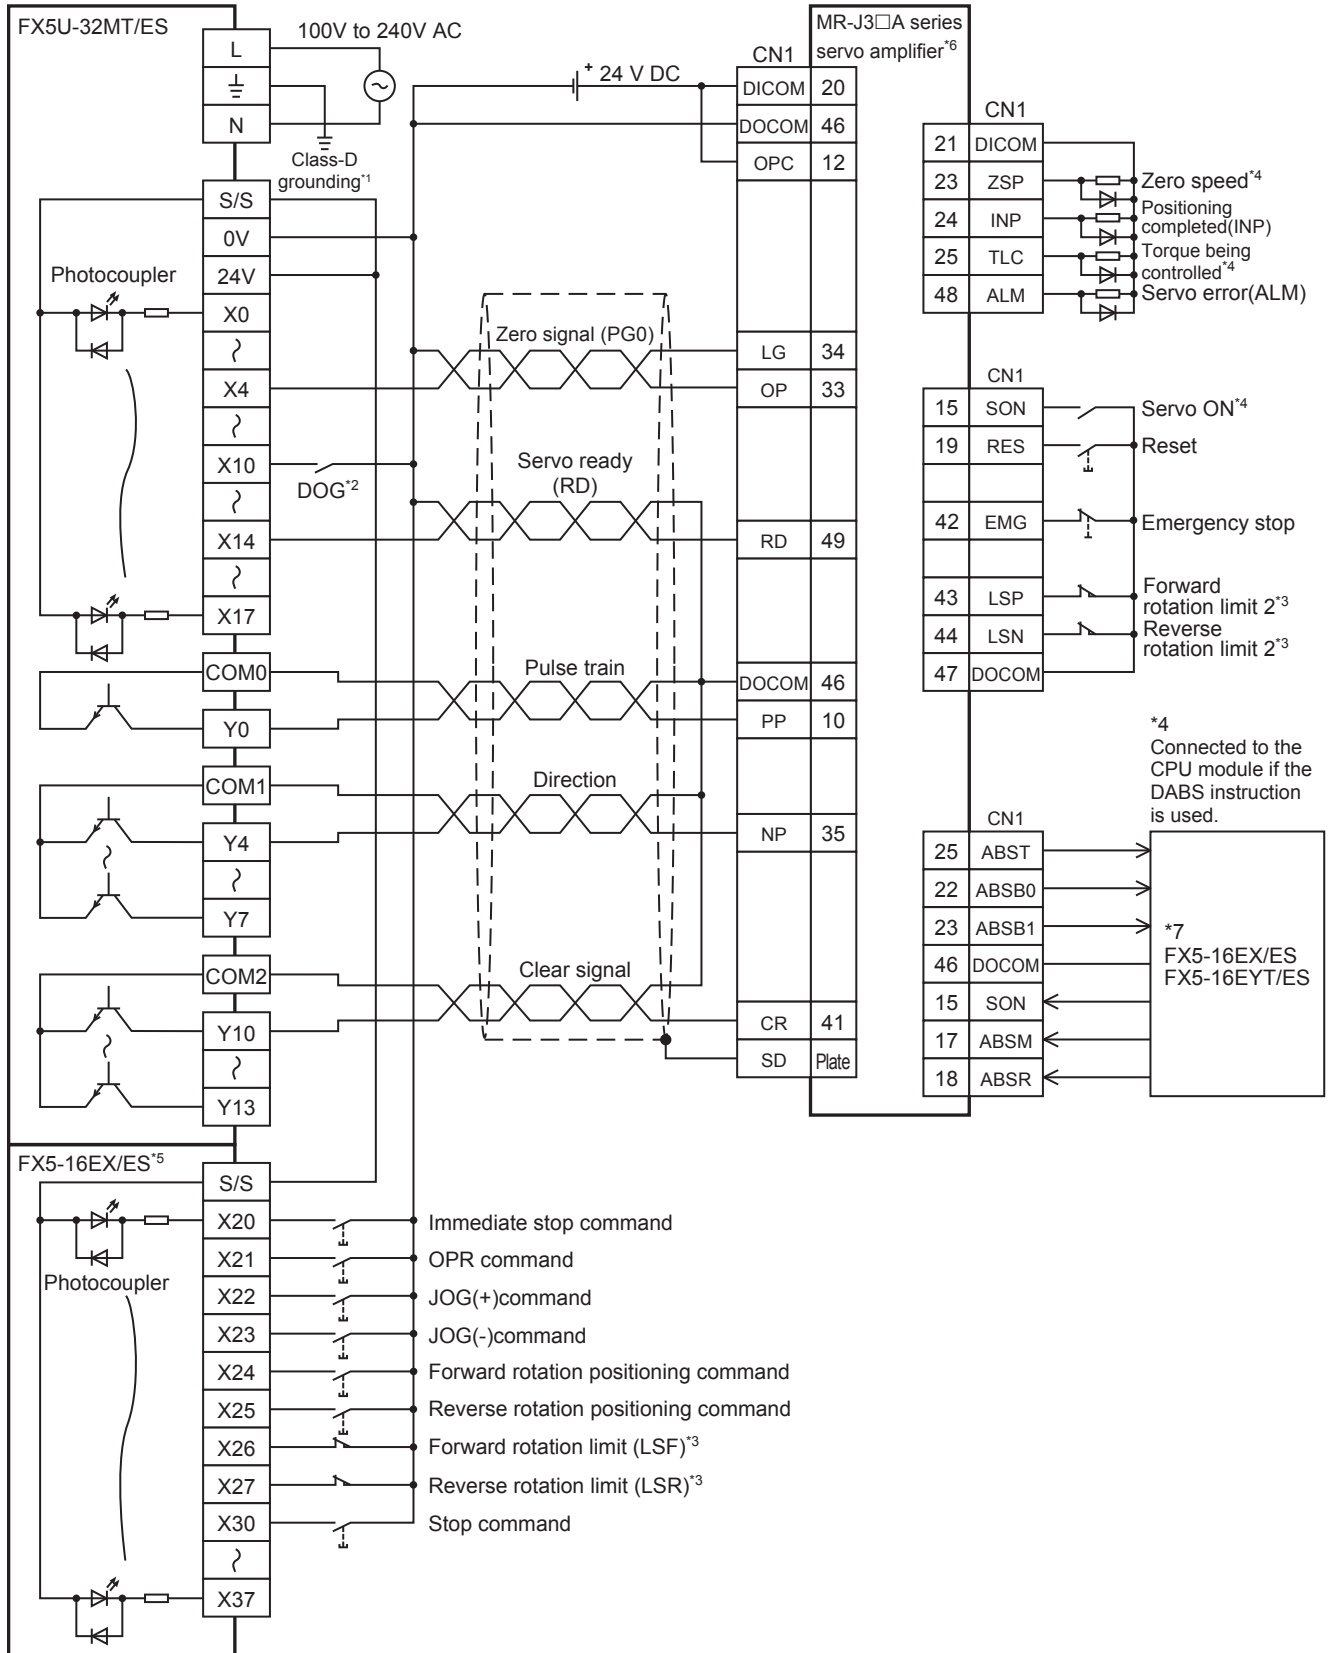 FX5U-32MT/ES
L
N
100V to 240V AC
Class-D
grounding*1
S/S
0V
24V
X0
X4
X10
X14
X17
Photocoupler
DOG*2
COM0
Y0
COM1
Y4
Y7
COM2
Y10
Y13
FX5-16EX/ES*5
S/S
X20
X21
X22
X23
X24
X25
X26
X27
X30
X37
Photocoupler
Immediate stop command
OPR command
JOG(+)command
JOG(-)command
Forward rotation positioning command
Reverse rotation positioning command
Forward rotation limit (LSF)*3
Reverse rotation limit (LSR)*3
Stop command
+ 24 V DC
Zero signal (PG0)
Servo ready
(RD)
Pulse train
Direction
Clear signal
MR-J3□A series
servo amplifier*6
CN1
DICOM 20
DOCOM 46
OPC 12
LG 34
OP 33
RD 49
DOCOM 46
PP 10
NP 35
CR 41
SD Plate
CN1
21 DICOM
23 ZSP
24 INP
25 TLC
48 ALM
Zero speed*4
Positioning
completed(INP)
Torque being
controlled*4
Servo error(ALM)
CN1
15 SON
19 RES
42 EMG
43 LSP
44 LSN
47 DOCOM
Servo ON*4
Reset
Emergency stop
Forward
rotation limit 2*3
Reverse
rotation limit 2*3
*4
Connected to the
CPU module if the
DABS instruction
is used.
CN1
25 ABST
22 ABSB0
23 ABSB1
46 DOCOM
15 SON
17 ABSM
18 ABSR
*7
FX5-16EX/ES
FX5-16EYT/ES